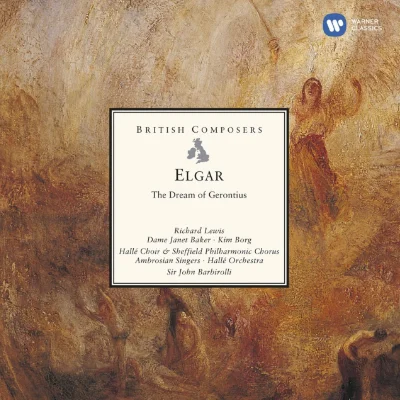 WARNER
CLASSICS
BRITISH COMPOSERS
ELGAR
The Dream of Gerontius
Richard Lewis
Dame Janet Baker · Kim Borg
Hallé Choir & Sheffield Philharmonic Chorus
Ambrosian Singers · Hallé Orchestra
Sir John Barbirolli